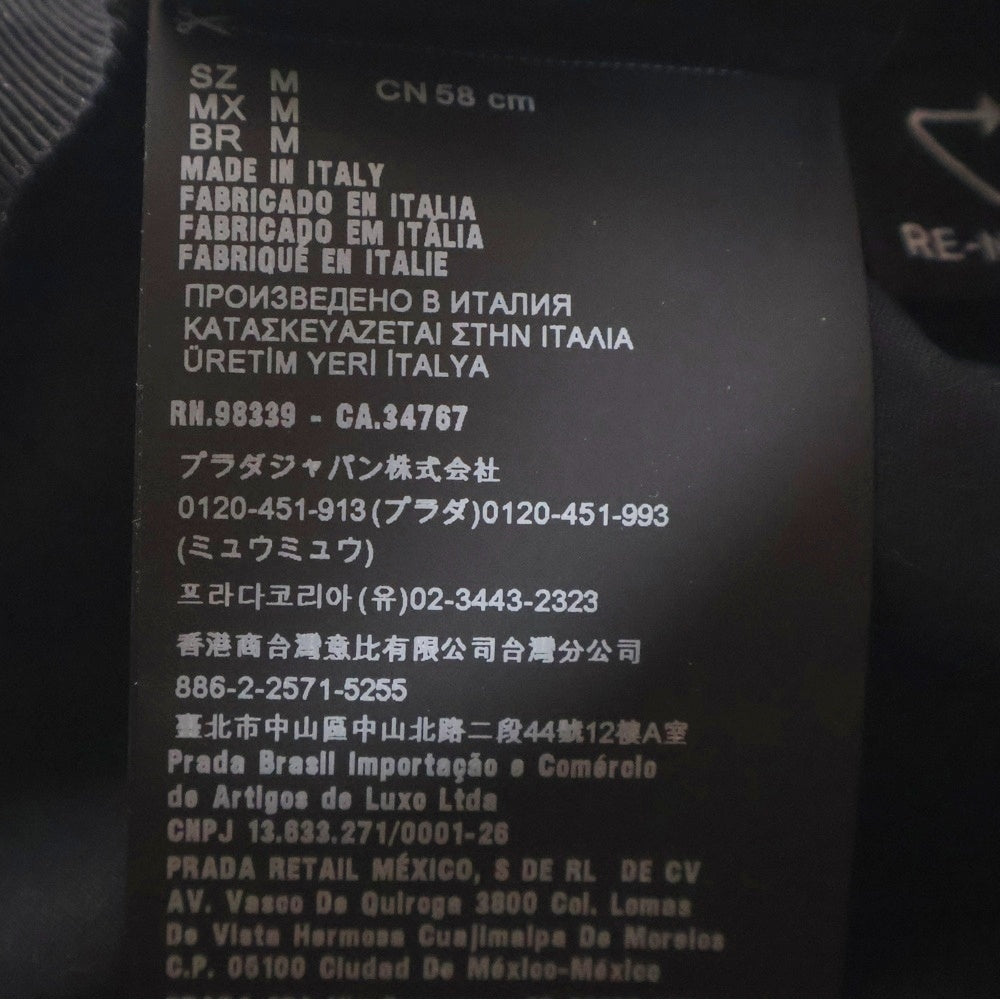 SZ M CN 58 cm
MX M
BR M
MADE IN ITALY
FABRICADO EN ITALIA
FABRICADO EM ITÁLIA
FABRIQUÉ EN ITALIE
ПРОИЗВЕДЕНО В ИТАЛИЯ
ΚΑΤΑΣΚΕΥΑΖΕΤΑΙ ΣΤΗΝ ΙΤΑΛΙΑ
ÜRETİM YERİ İTALYA
RN.98339 - CA.34767
プラダジャパン株式会社
0120-451-913(プラダ)0120-451-993
(ミュウミュウ)
프라다코리아(유)02-3443-2323
香港商台灣意比有限公司台灣分公司
886-2-2571-5255
臺北市中山區中山北路二段44號12樓A室
Prada Brasil Importação e Comércio
de Artigos de Luxo Ltda
CNPJ 13.633.271/0001-26
PRADA RETAIL MÉXICO, S DE RL DE CV
AV. Vasco De Quiroga 3800 Col. Lomas
De Vista Hermosa Cuajimalpa De Morelos
C.P. 05100 Ciudad De México-México
RE-